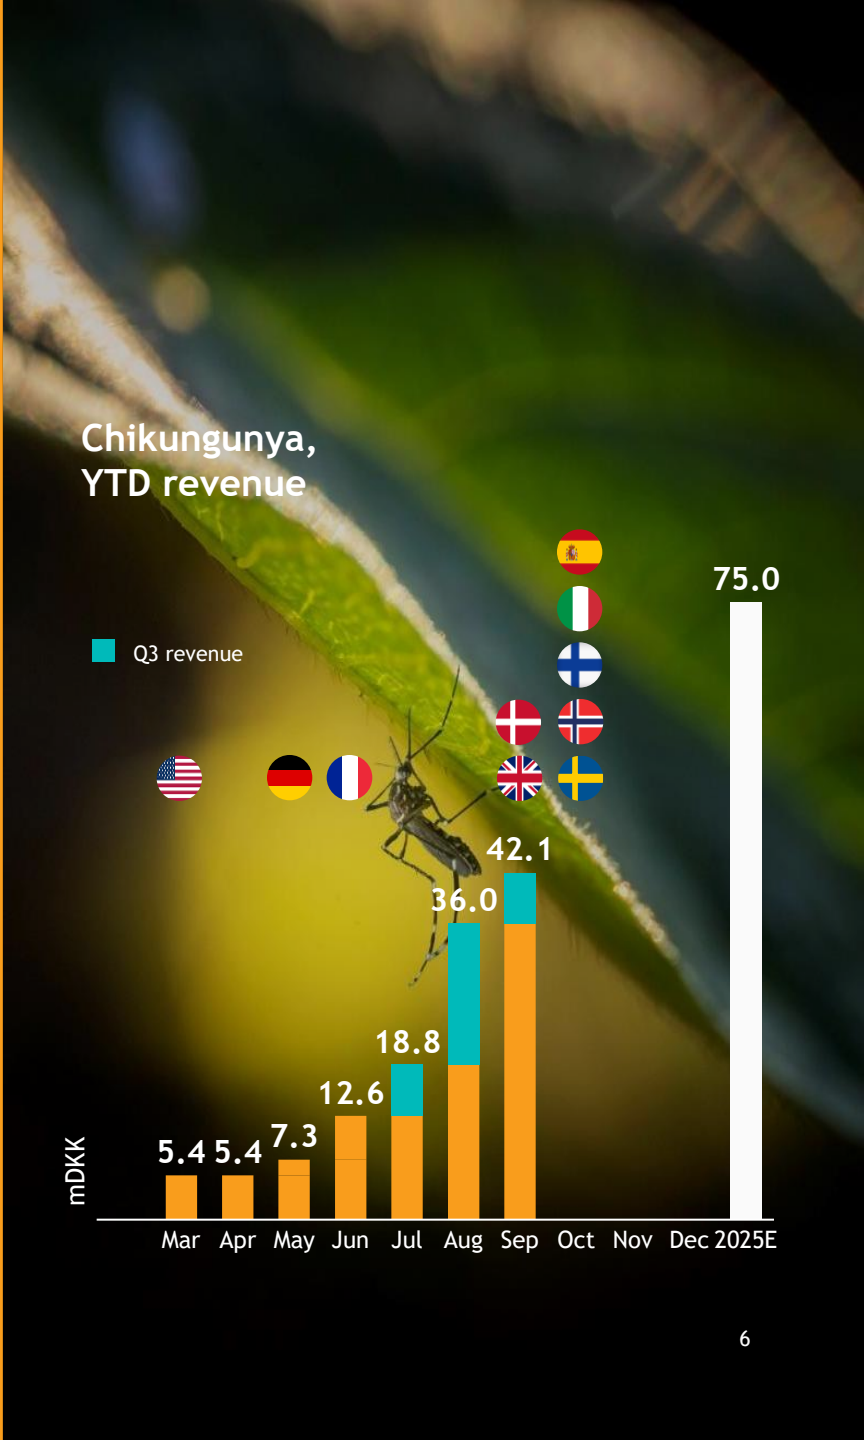 Chikungunya,
YTD revenue
75.0
Q3 revenue
42.1
36.0
18.8
12.6
7.3
5.4 5.4
mDKK
Mar Apr May Jun Jul Aug Sep Oct Nov Dec 2025E
6